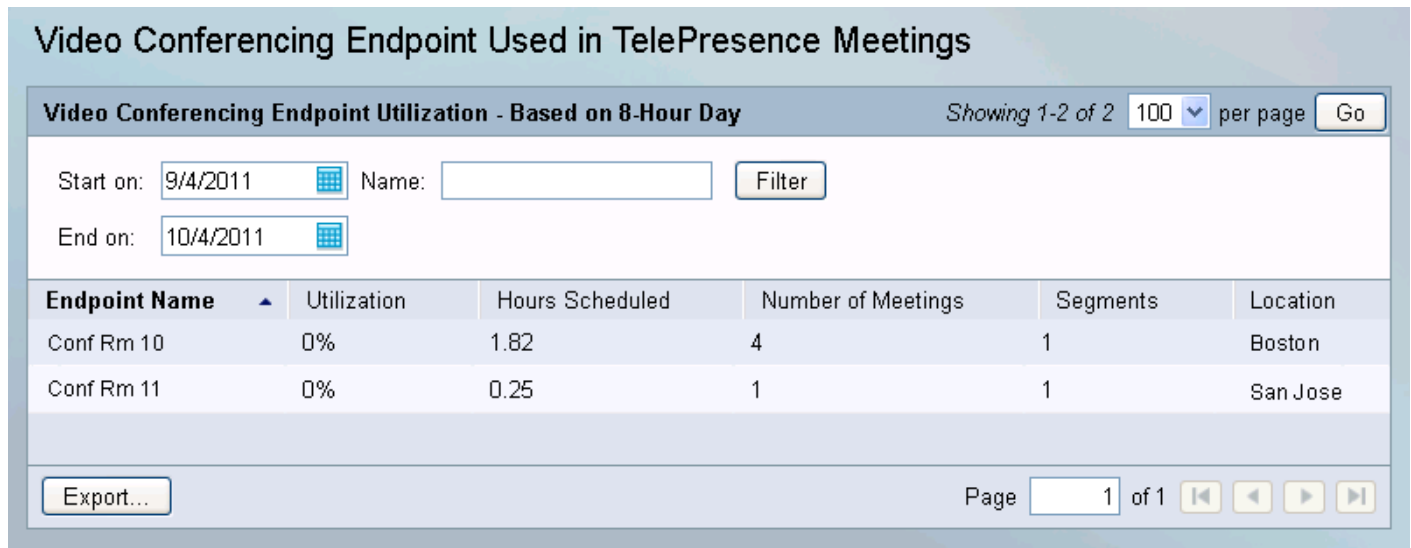 Video Conferencing Endpoint Used in TelePresence Meetings
Video Conferencing Endpoint Utilization - Based on 8-Hour Day Showing 1-2 of 2 100 per page Go
Start on: 9/4/2011 Name: Filter
End on: 10/4/2011
Endpoint Name Utilization Hours Scheduled Number of Meetings Segments Location
Conf Rm 10 0% 1.82 4 1 Boston
Conf Rm 11 0% 0.25 1 1 San Jose
Export... Page 1 of 1